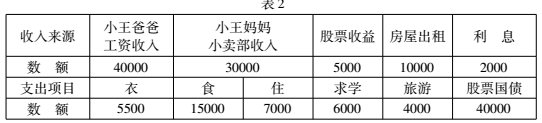 表 2
收入来源 小王爸爸工资收入 小王妈妈小卖部收入 股票收益 房屋出租 利 息
数 额 40000 30000 5000 10000 2000
支出项目 衣 食 住 求学 旅游 股票国债
数 额 5500 15000 7000 6000 4000 40000